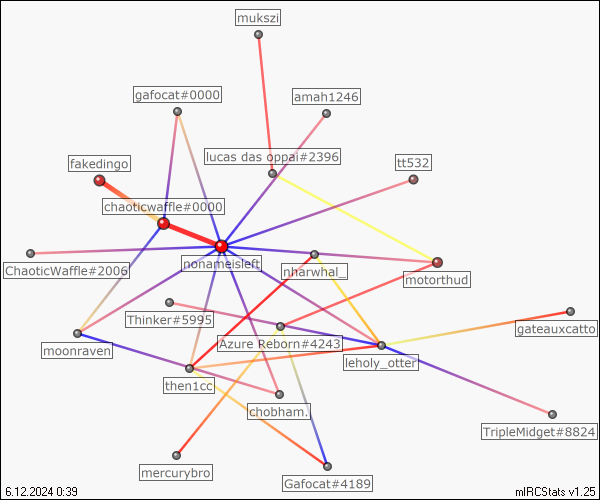 mukszi
gafocat#0000
amah1246
lucas das oppai#2396
fakedingo
tt532
chaoticwaffle#0000
nonameisleft
ChaoticWaffle#2006
nharwhal_
motorthud
Thinker#5995
gateauxcatto
moonraven
Azure Reborn#4243
leholy_otter
then1cc
chobham.
TripleMidget#8824
mercurybro
Gafocat#4189
6.12.2024 0:39
mIRCStats v1.25